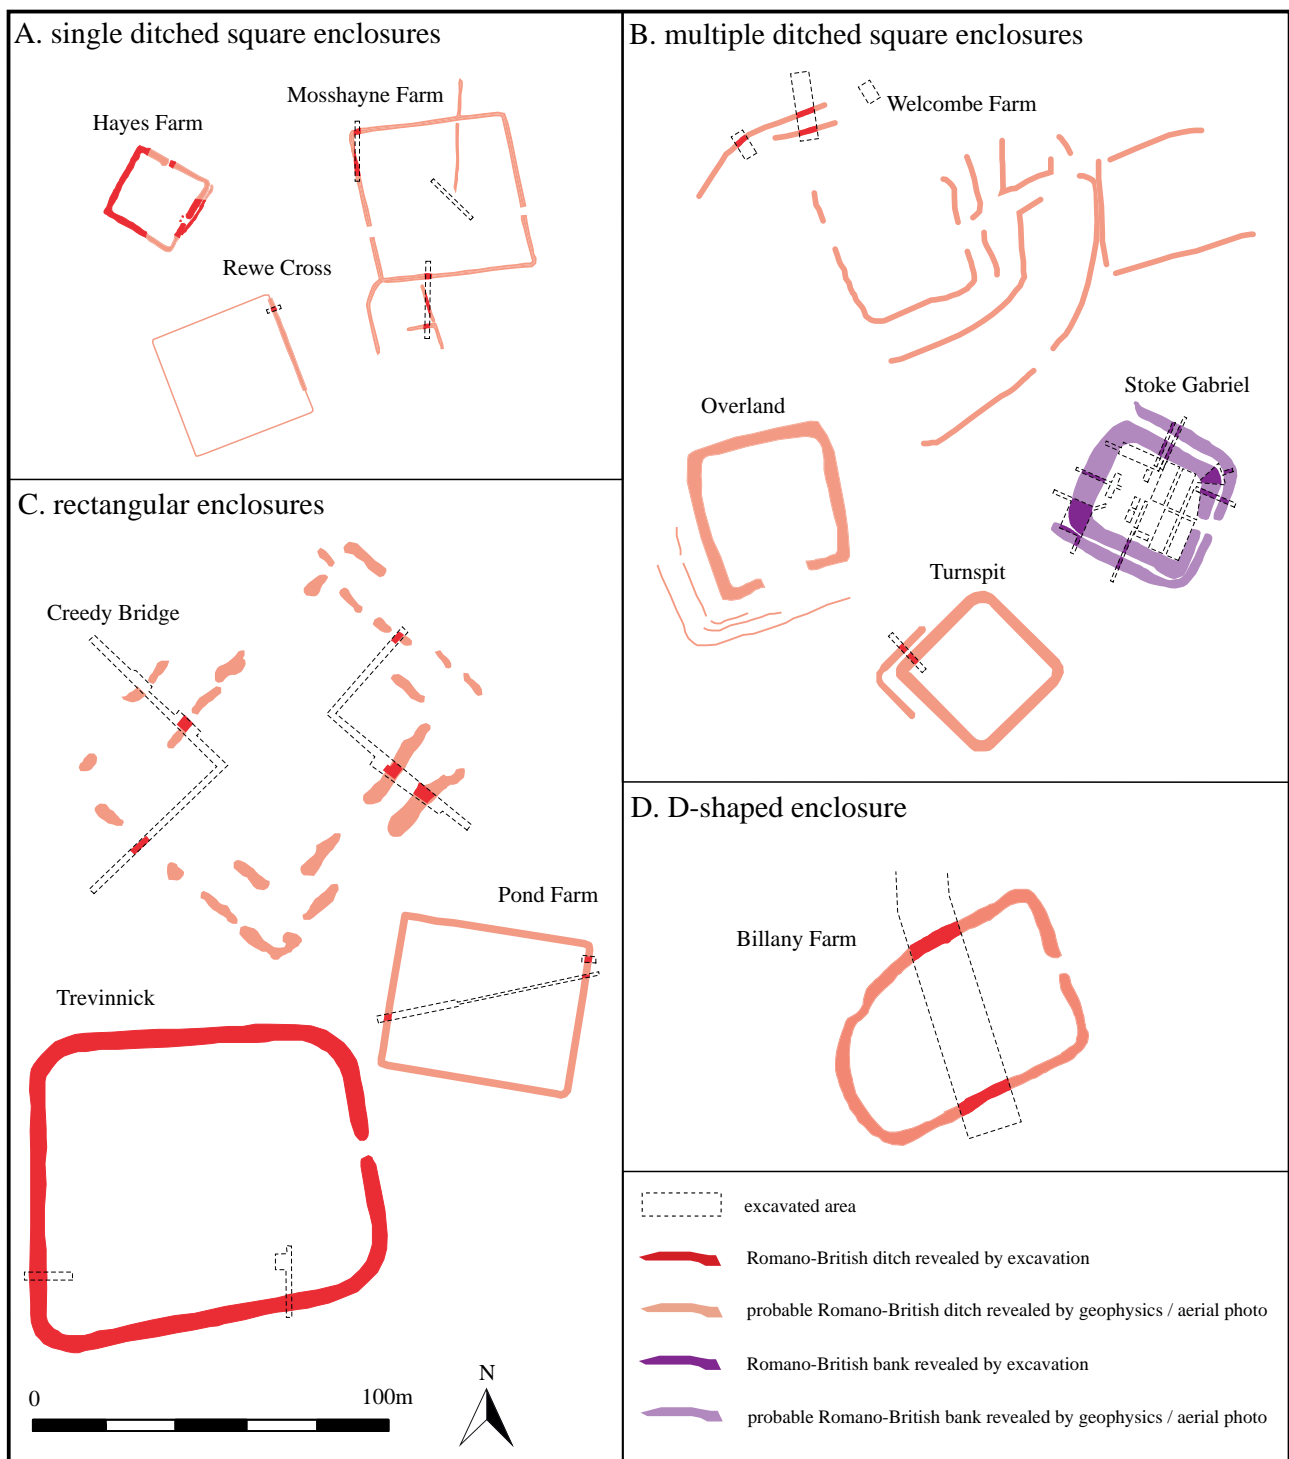 A. single ditched square enclosures
Mosshayne Farm
Hayes Farm
Rewe Cross
B. multiple ditched square enclosures
Welcombe Farm
Stoke Gabriel
Overland
Turnspit
C. rectangular enclosures
Creedy Bridge
Pond Farm
Trevinnick
0
100m
N
D. D-shaped enclosure
Billany Farm
excavated area
Romano-British ditch revealed by excavation
probable Romano-British ditch revealed by geophysics / aerial photo
Romano-British bank revealed by excavation
probable Romano-British bank revealed by geophysics / aerial photo